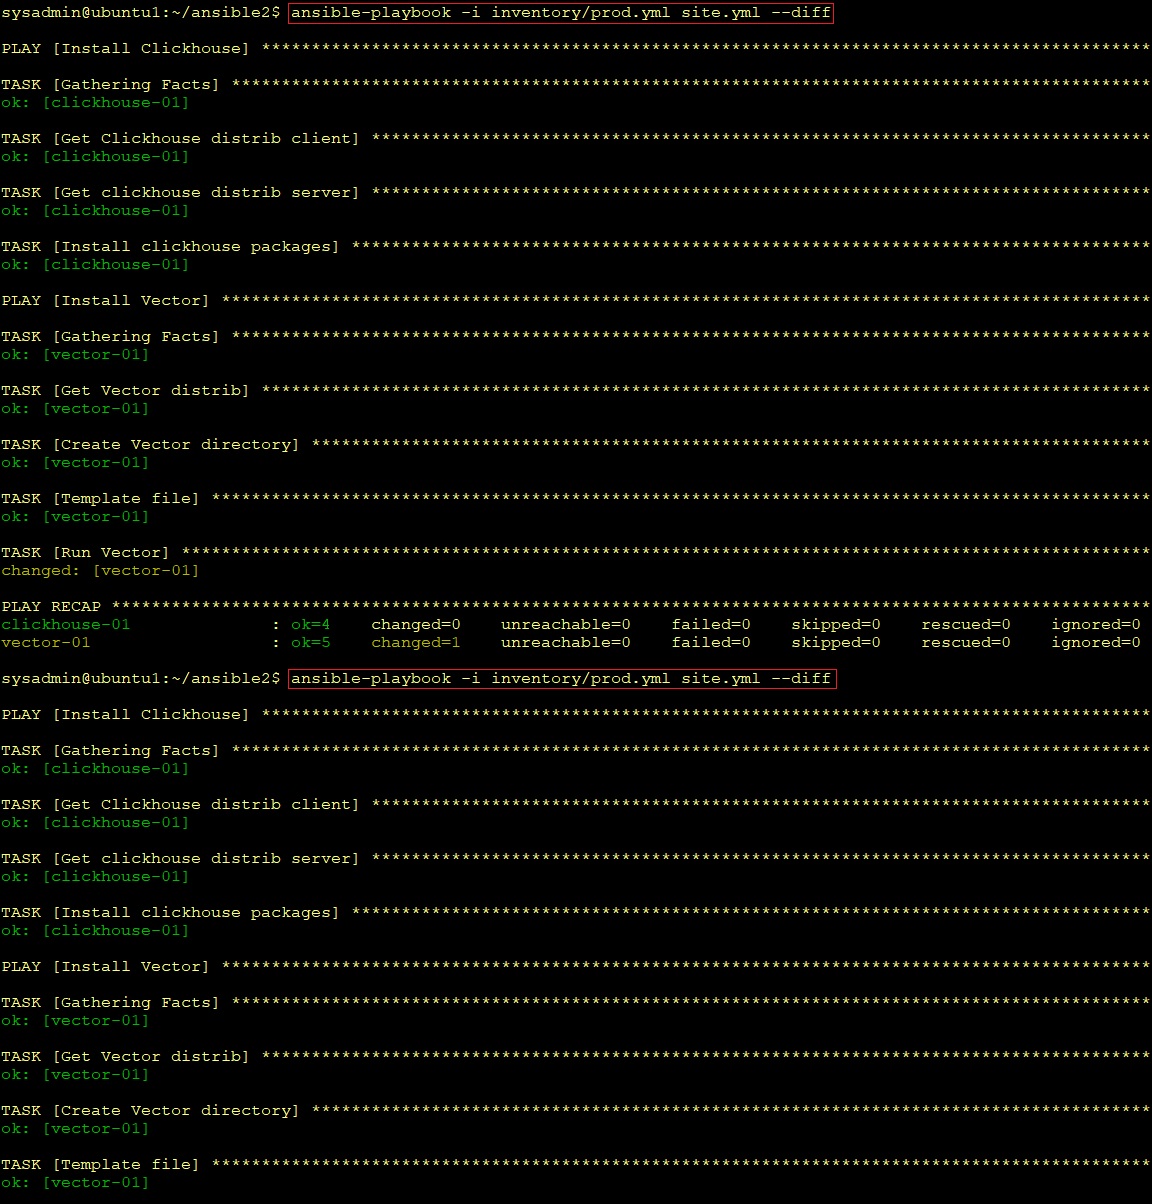 sysadmin@ubuntu1:~/ansible2$ ansible-playbook -i inventory/prod.yml site.yml --diff
PLAY [Install Clickhouse] *****************************************************************************************
TASK [Gathering Facts] ********************************************************************************************
ok: [clickhouse-01]
TASK [Get Clickhouse distrib client] ******************************************************************************
ok: [clickhouse-01]
TASK [Get clickhouse distrib server] ******************************************************************************
ok: [clickhouse-01]
TASK [Install clickhouse packages] ********************************************************************************
ok: [clickhouse-01]
PLAY [Install Vector] *********************************************************************************************
TASK [Gathering Facts] ********************************************************************************************
ok: [vector-01]
TASK [Get Vector distrib] *****************************************************************************************
ok: [vector-01]
TASK [Create Vector directory] ************************************************************************************
ok: [vector-01]
TASK [Template file] **********************************************************************************************
ok: [vector-01]
TASK [Run Vector] *************************************************************************************************
changed: [vector-01]
PLAY RECAP ********************************************************************************************************
clickhouse-01              : ok=4    changed=0    unreachable=0    failed=0    skipped=0    rescued=0    ignored=0
vector-01                  : ok=5    changed=1    unreachable=0    failed=0    skipped=0    rescued=0    ignored=0
sysadmin@ubuntu1:~/ansible2$ ansible-playbook -i inventory/prod.yml site.yml --diff
PLAY [Install Clickhouse] *****************************************************************************************
TASK [Gathering Facts] ********************************************************************************************
ok: [clickhouse-01]
TASK [Get Clickhouse distrib client] ******************************************************************************
ok: [clickhouse-01]
TASK [Get clickhouse distrib server] ******************************************************************************
ok: [clickhouse-01]
TASK [Install clickhouse packages] ********************************************************************************
ok: [clickhouse-01]
PLAY [Install Vector] *********************************************************************************************
TASK [Gathering Facts] ********************************************************************************************
ok: [vector-01]
TASK [Get Vector distrib] *****************************************************************************************
ok: [vector-01]
TASK [Create Vector directory] ************************************************************************************
ok: [vector-01]
TASK [Template file] **********************************************************************************************
ok: [vector-01]